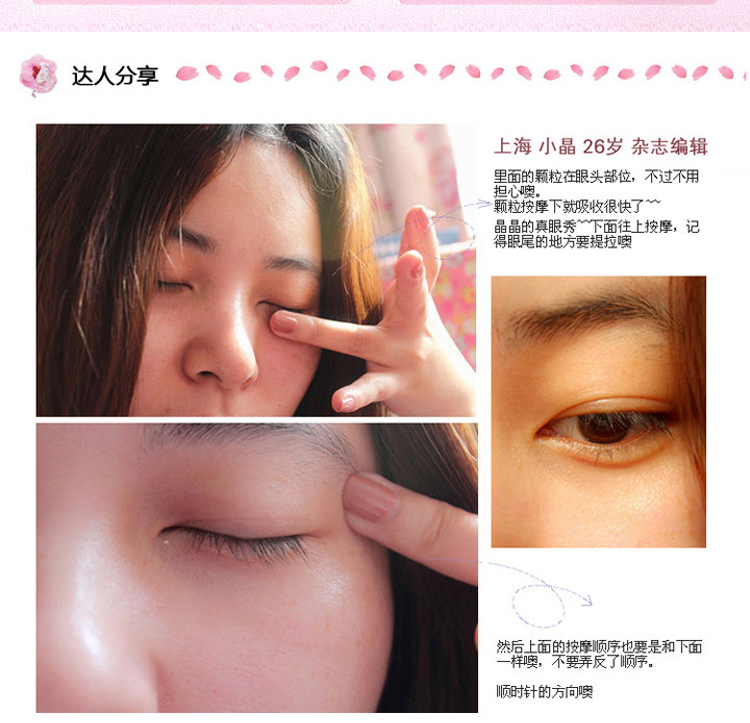 达人分享
上海 小晶 26岁 杂志编辑
里面的颗粒在眼头部位，不过不用
担心噢。
颗粒按摩下就吸收很快了~~
晶晶的真眼秀~~下面往上按摩，记
得眼尾的地方要提拉噢
然后上面的按摩顺序也要是和下面
一样噢，不要弄反了顺序。
顺时针的方向噢